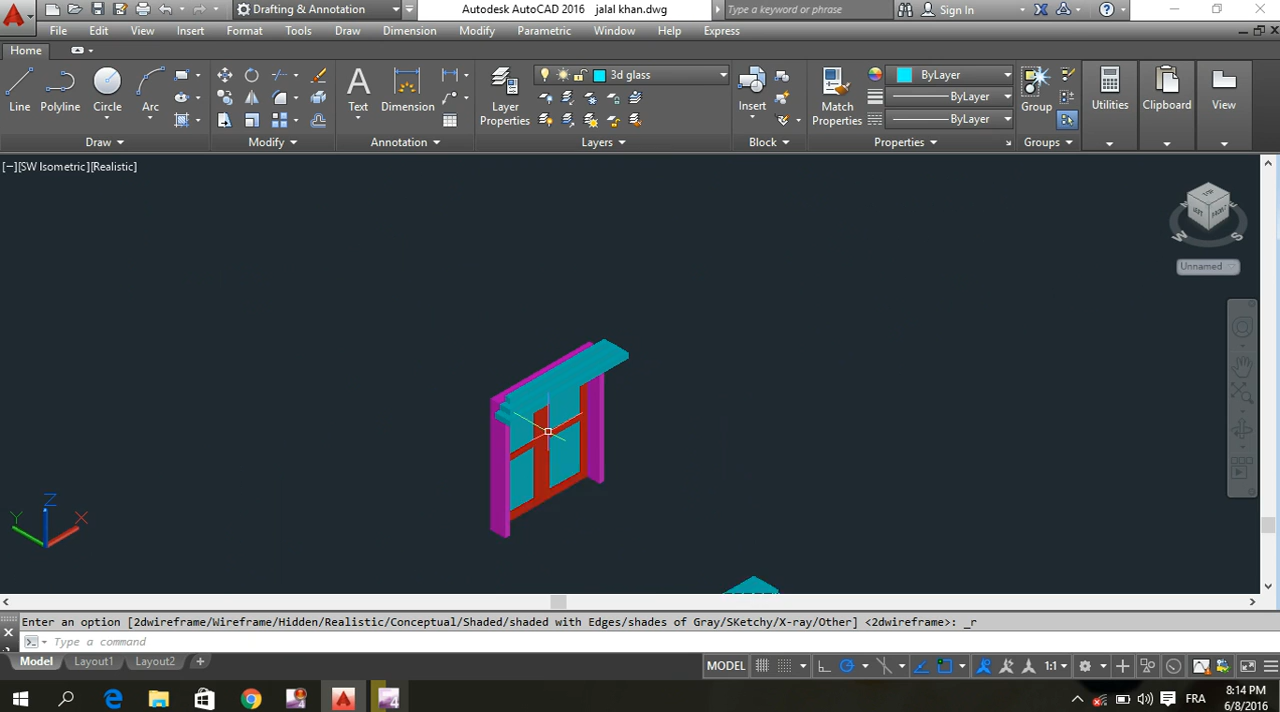 Drafting & Annotation
Autodesk AutoCAD 2016 jalal khan.dwg
Type a keyword or phrase
Sign In
File Edit View Insert Format Tools Draw Dimension Modify Parametric Window Help Express
Home
3d glass
ByLayer
Line Polyline Circle Arc
Text Dimension
Layer Properties
Insert
Match Properties
ByLayer
Group
Utilities
Clipboard
View
ByLayer
Draw Modify Annotation Layers Block Properties Groups
[−][SW Isometric][Realistic]
TOP
LEFT FRONT
W S
Unnamed
Z
Y X
Enter an option [2dwireframe/Wireframe/Hidden/Realistic/Conceptual/Shaded/shaded with Edges/shades of Gray/SKetchy/X-ray/Other] <2dwireframe>: _r
Type a command
Model Layout1 Layout2 +
MODEL 1:1
FRA
8:14 PM
6/8/2016